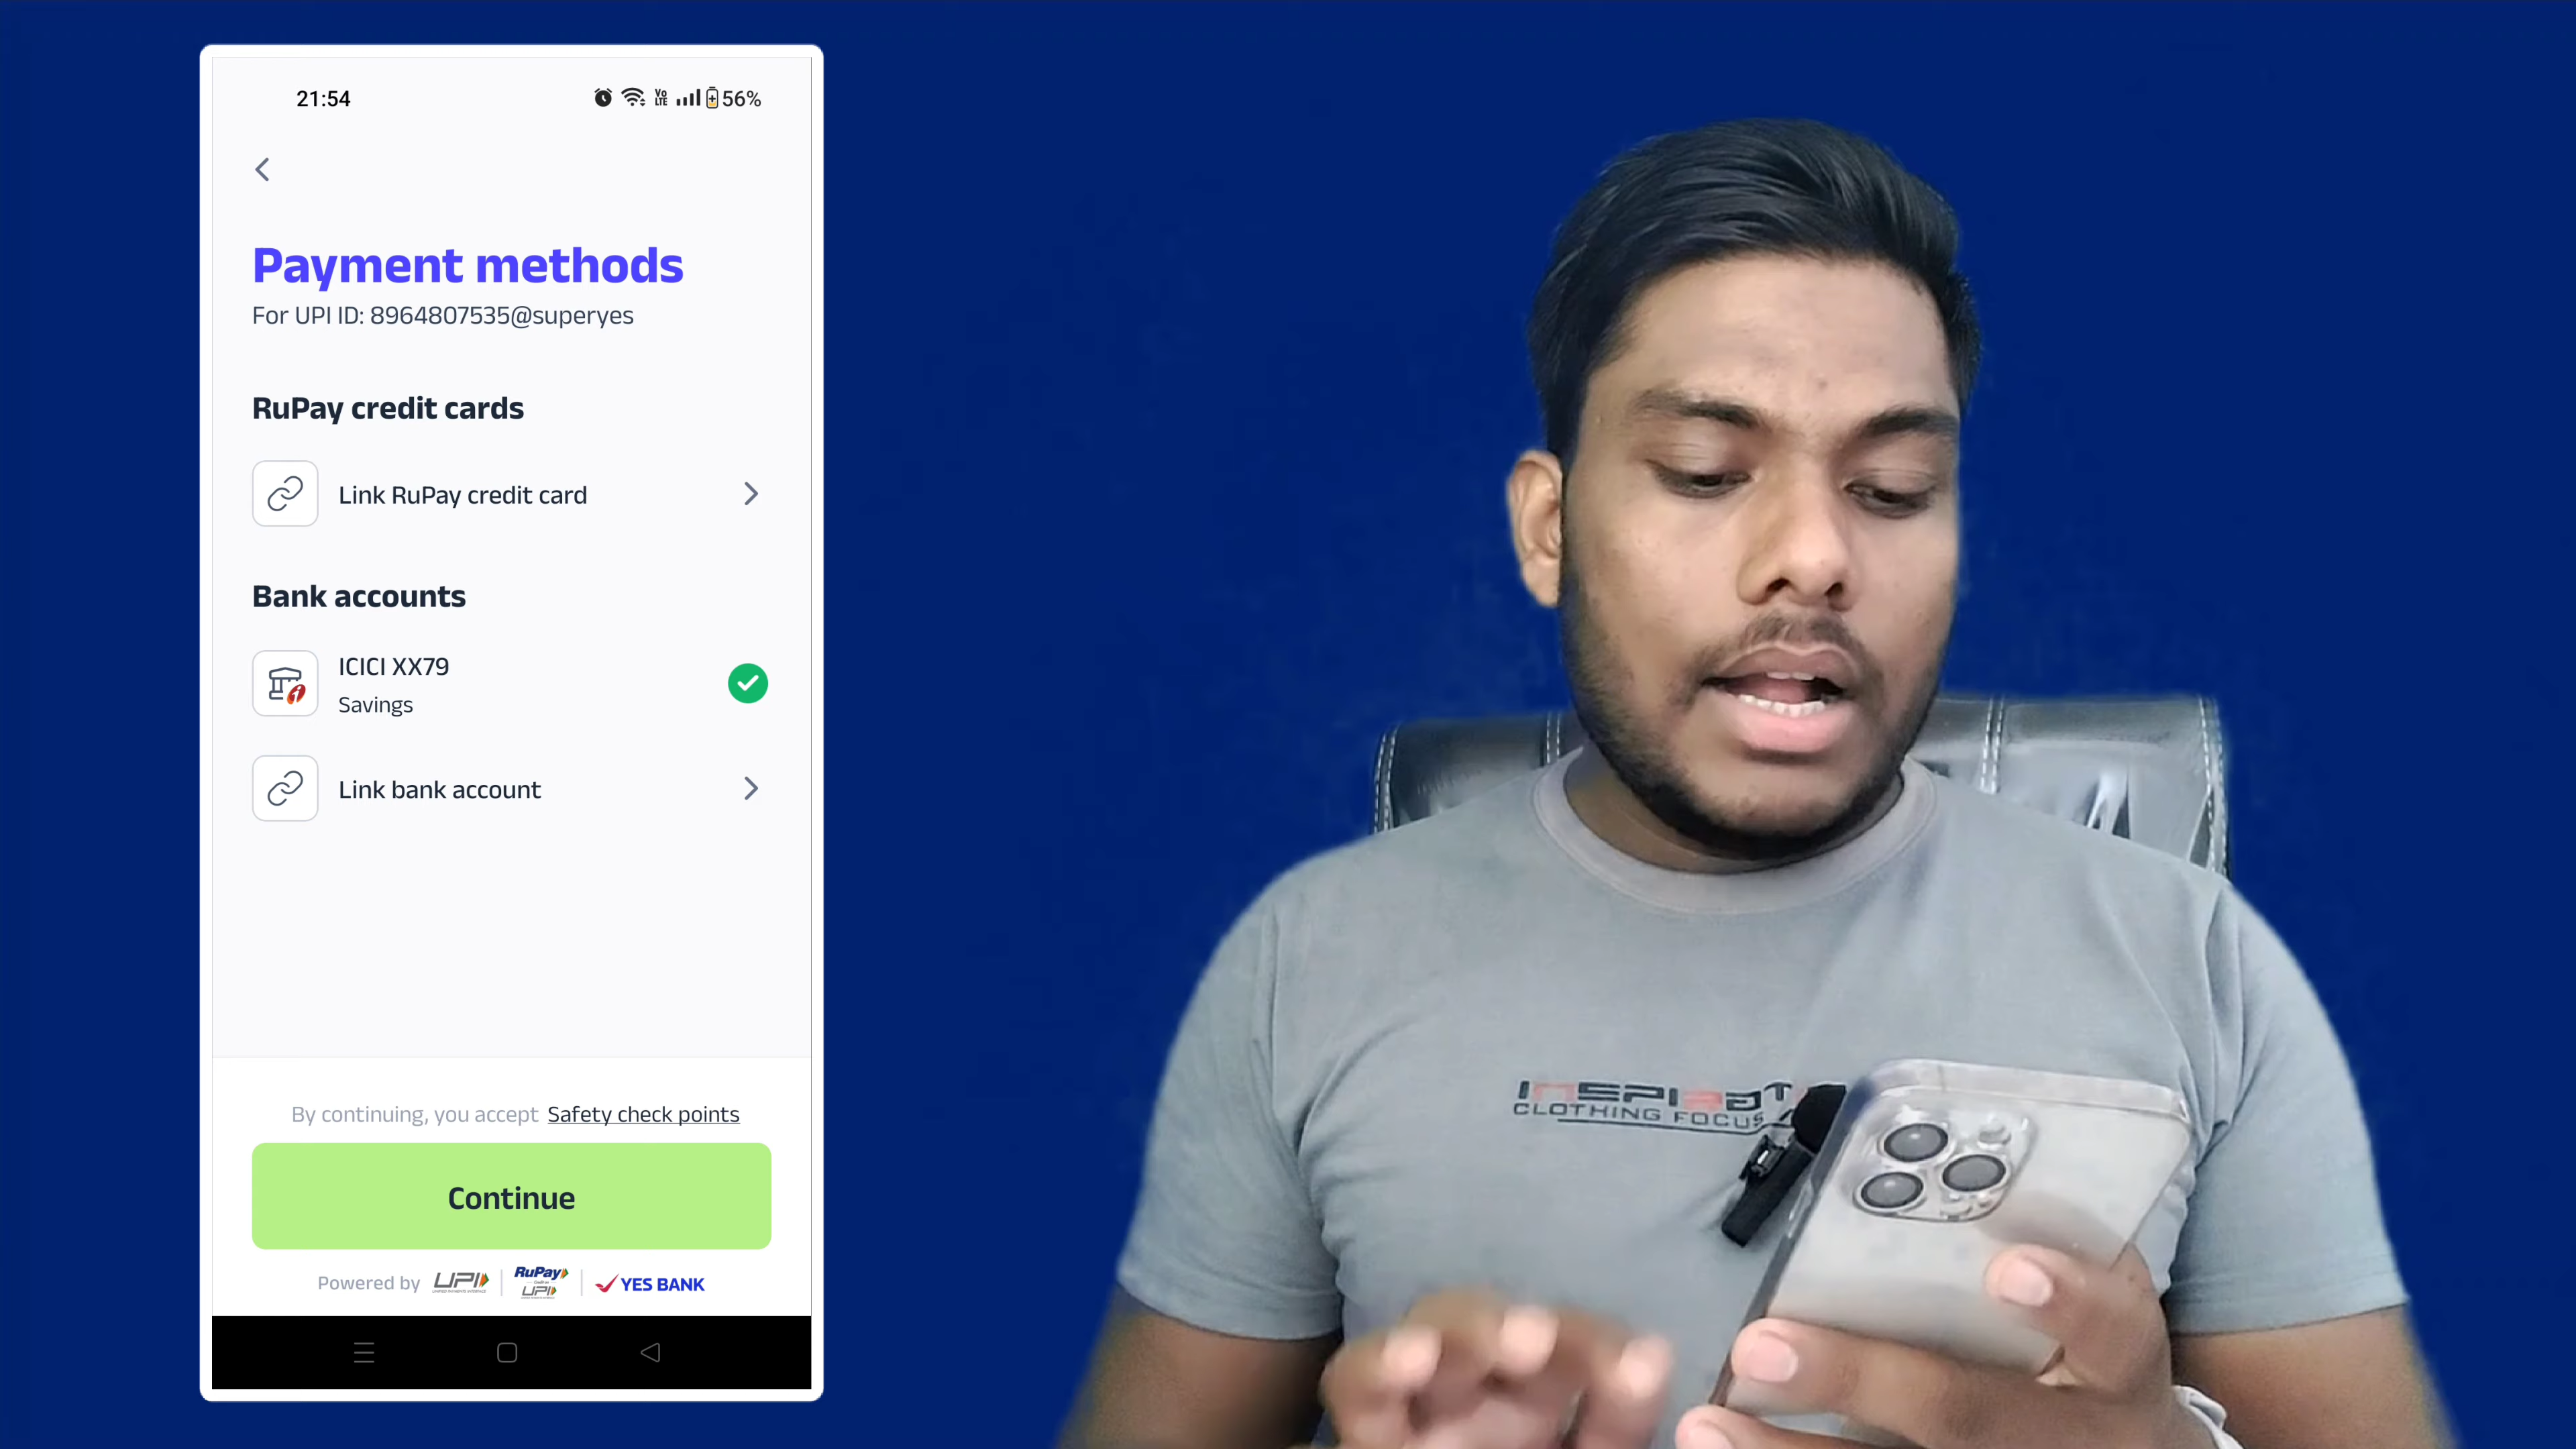 21:54
Vo
LTE
56%
Payment methods
For UPI ID: 8964807535@superyes
RuPay credit cards
Link RuPay credit card
Bank accounts
ICICI XX79
Savings
Link bank account
By continuing, you accept Safety check points
Continue
Powered by UPI RuPay UPI YES BANK
CLOTHING FOCUS